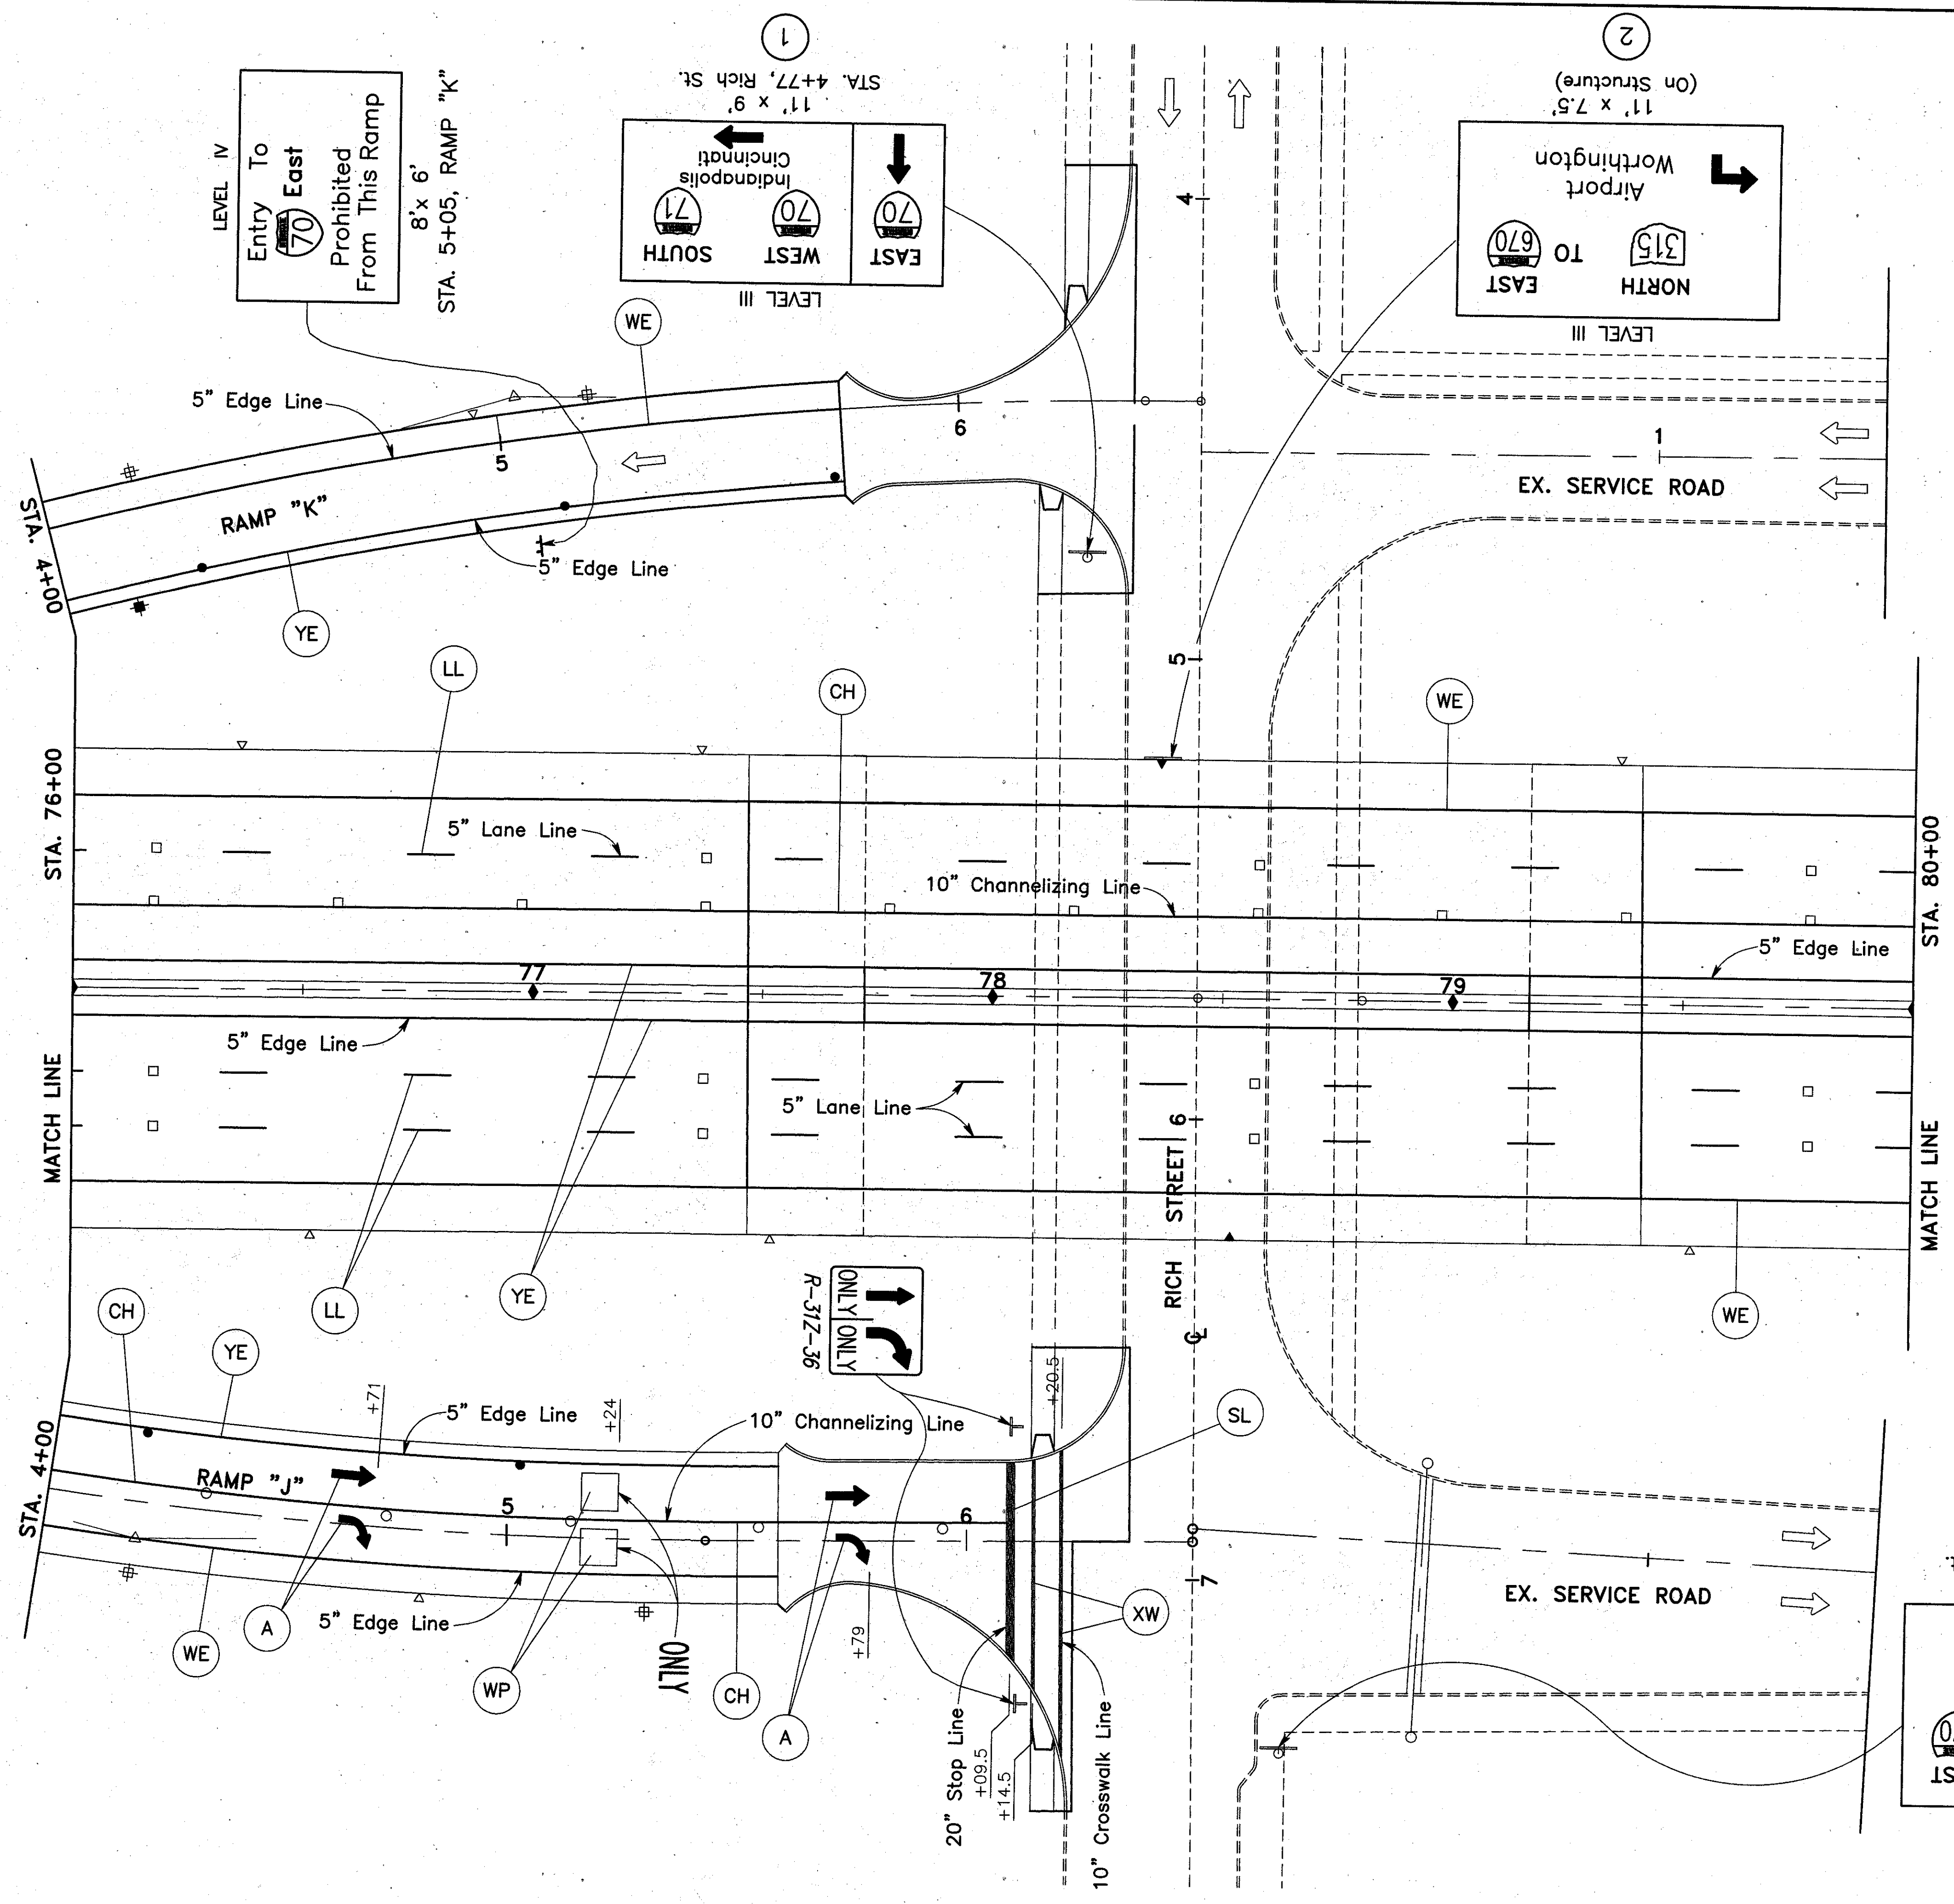 LEVEL IV
Entry To
70 East
Prohibited
From This Ramp
8'x 6'
STA. 5+05, RAMP "K"
1
STA. 4+77, Rich St.
11' x 9'
EAST
70
WEST
70
SOUTH
71
Indianapolis
Cincinnati
LEVEL III
2
(On Structure)
11' x 7.5'
NORTH
315
TO
EAST
670
Airport
Worthington
LEVEL III
4
WE
5" Edge Line
5
6
1
EX. SERVICE ROAD
RAMP "K"
STA. 4+00
5" Edge Line
YE
LL
CH
5
WE
STA. 76+00
5" Lane Line
10" Channelizing Line
STA. 80+00
5" Edge Line
77
78
79
5" Edge Line
MATCH LINE
5" Lane Line
6
RICH STREET
CL
MATCH LINE
CH
YE
LL
YE
WE
ONLY
ONLY
R-31Z-36
+71
5" Edge Line
+24
10" Channelizing Line
+20.5
SL
STA. 4+00
RAMP "J"
5
6
7
EX. SERVICE ROAD
WE
A
5" Edge Line
WP
ONLY
CH
A
+79
XW
20" Stop Line
+09.5
+14.5
10" Crosswalk Line